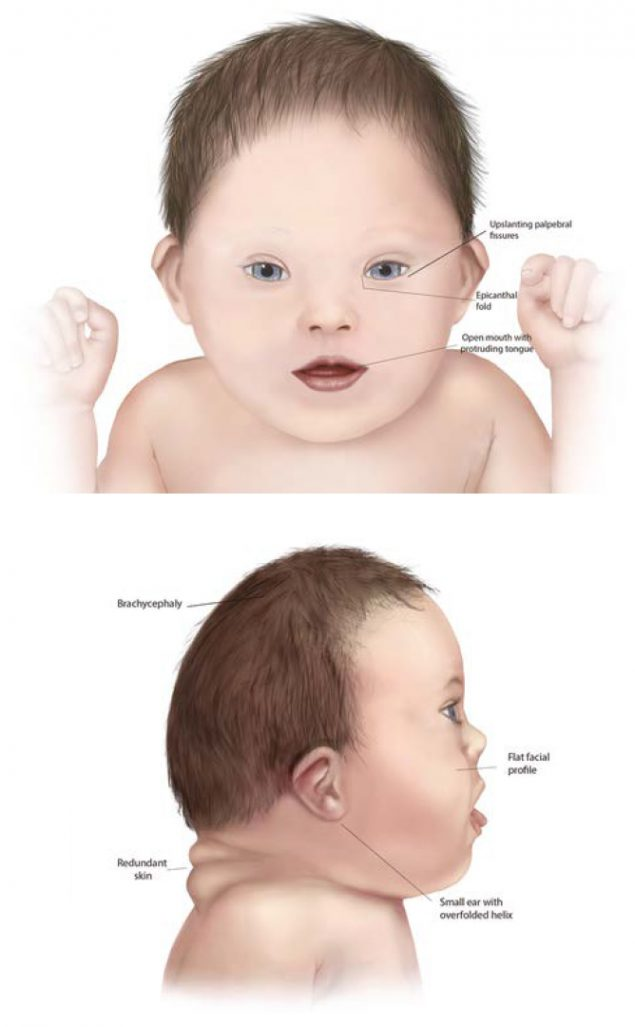 Upslanting palpebral
fissures
Epicanthal
fold
Open mouth with
protruding tongue
Brachycephaly
Flat facial
profile
Redundant
skin
Small ear with
overfolded helix